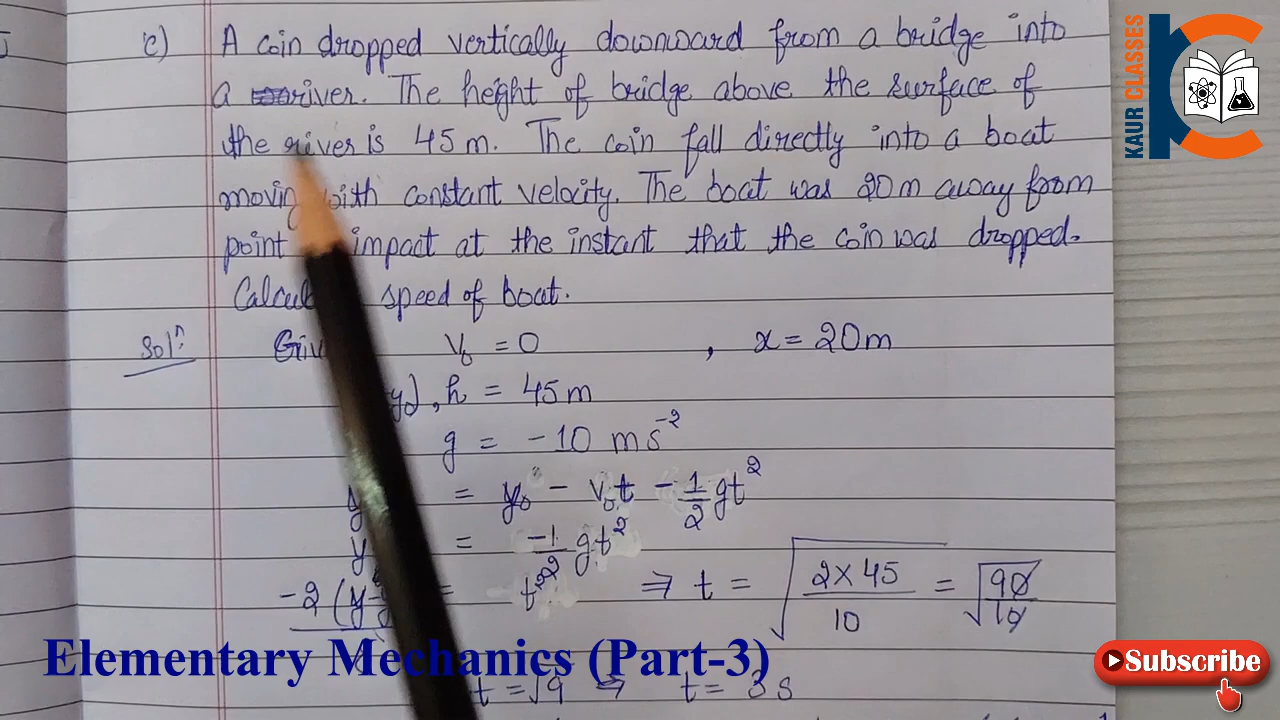 c) A coin dropped vertically downward from a bridge into
a river. The height of bridge above the surface of
the river is 45 m. The coin fall directly into a boat
moving with constant velocity. The boat was 20 m away from
point impact at the instant that the coin was dropped.
speed of boat.
Solⁿ: V₀ = 0 , x = 20 m
h = 45 m
g = -10 ms⁻²
= y₀ - V₀t - 1/2 gt²
y = -1/2 gt²
-2 (y = t² ⇒ t = √(2×45/10) = √(90/10)
t = √9 ⇒ t = 3 s
Elementary Mechanics (Part-3)
KAUR CLASSES
Subscribe